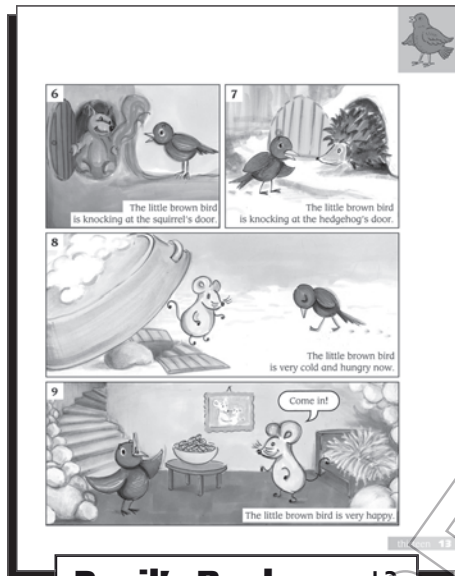 6
The little brown bird
is knocking at the squirrel's door.
7
The little brown bird
is knocking at the hedgehog's door.
8
The little brown bird
is very cold and hungry now.
9
Come in!
The little brown bird is very happy.
thirteen 13